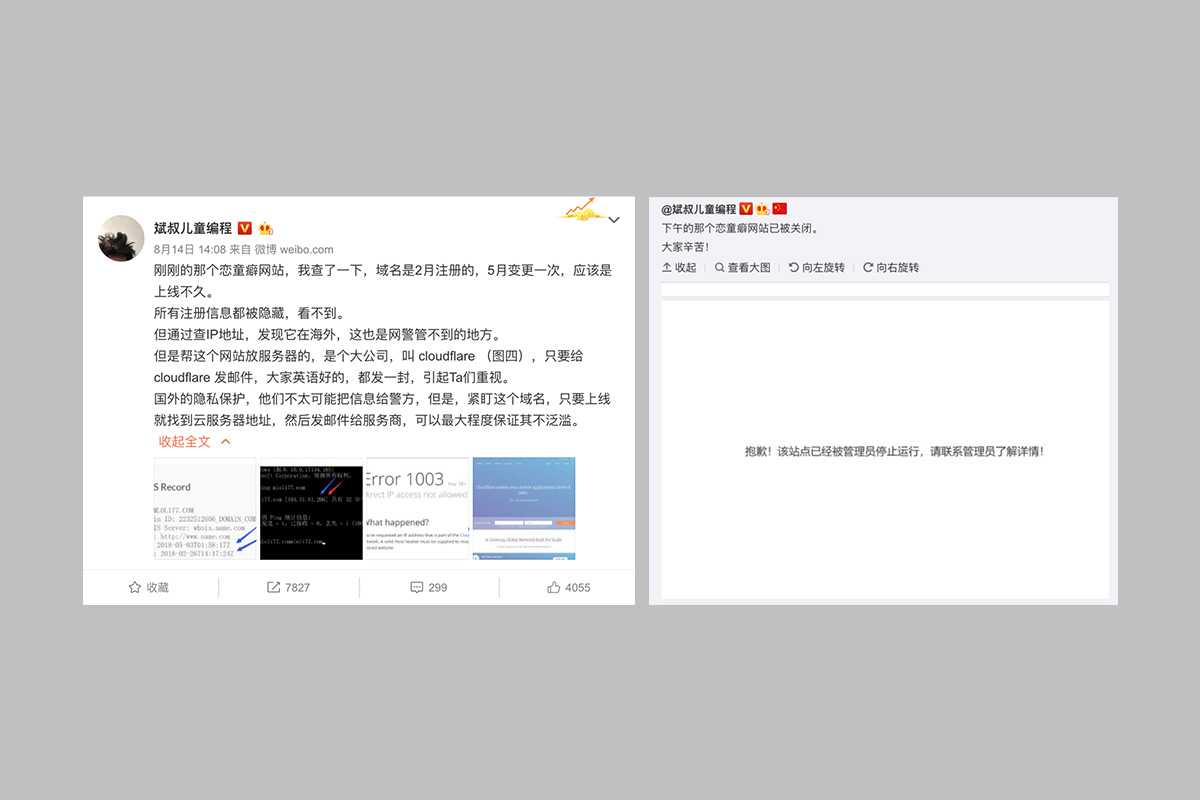 斌叔儿童编程
8月14日 14:08 来自 微博 weibo.com
刚刚的那个恋童癖网站，我查了一下，域名是2月注册的，5月变更一次，应该是
上线不久。
所有注册信息都被隐藏，看不到。
但通过查IP地址，发现它在海外，这也是网警管不到的地方。
但是帮这个网站放服务器的，是个大公司，叫 cloudflare （图四），只要给
cloudflare 发邮件，大家英语好的，都发一封，引起Ta们重视。
国外的隐私保护，他们不太可能把信息给警方，但是，紧盯这个域名，只要上线
就找到云服务器地址，然后发邮件给服务商，可以最大程度保证其不泛滥。
收起全文
S Record
MLOLI77.COM
in ID: 2232512606_DOMAIN_COM
IS Server: whois.name.com
: http://www.name.com
: 2018-05-03T01:58:17Z
: 2018-02-26T14:17:24Z
Error 1003
Direct IP access not allowed
What happened?
收藏
7827
299
4055
@斌叔儿童编程
下午的那个恋童癖网站已被关闭。
大家辛苦！
收起
查看大图
向左旋转
向右旋转
抱歉！该站点已经被管理员停止运行，请联系管理员了解详情！